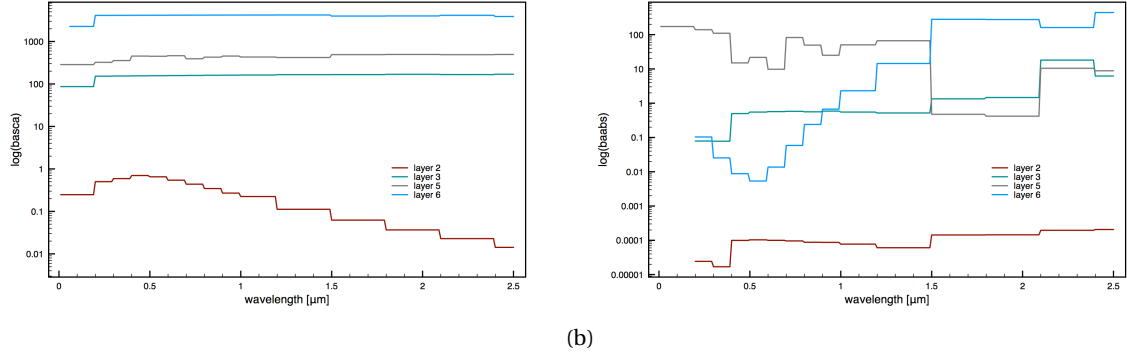 log(basca)
1000
100
10
1
0.1
0.01
0
0.5
1
1.5
2
2.5
wavelength [µm]
layer 2
layer 3
layer 5
layer 6
log(baabs)
100
10
1
0.1
0.01
0.001
0.0001
0.00001
0
0.5
1
1.5
2
2.5
wavelength [µm]
layer 2
layer 3
layer 5
layer 6
(b)